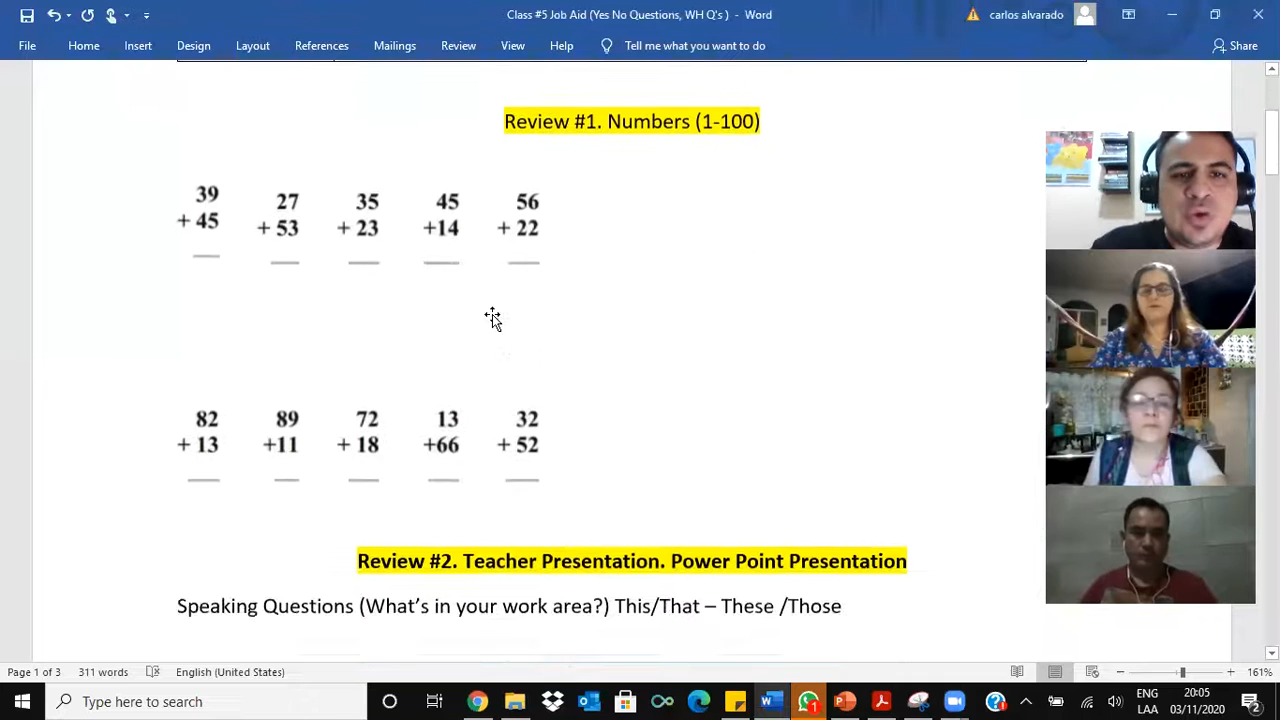 Class #5 Job Aid (Yes No Questions, WH Q's ) - Word
carlos alvarado
File Home Insert Design Layout References Mailings Review View Help Tell me what you want to do Share
Review #1. Numbers (1-100)
39 27 35 45 56
+ 45 + 53 + 23 +14 + 22
82 89 72 13 32
+ 13 +11 + 18 +66 + 52
Review #2. Teacher Presentation. Power Point Presentation
Speaking Questions (What's in your work area?) This/That – These /Those
Page 1 of 3 311 words English (United States) 161%
Type here to search
1
ENG 20:05
LAA 03/11/2020 2